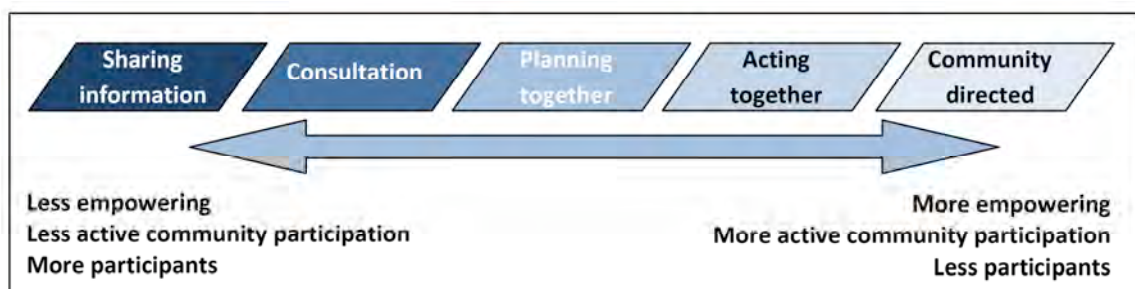 Sharing
information
Consultation
Planning
together
Acting
together
Community
directed
Less empowering
Less active community participation
More participants
More empowering
More active community participation
Less participants